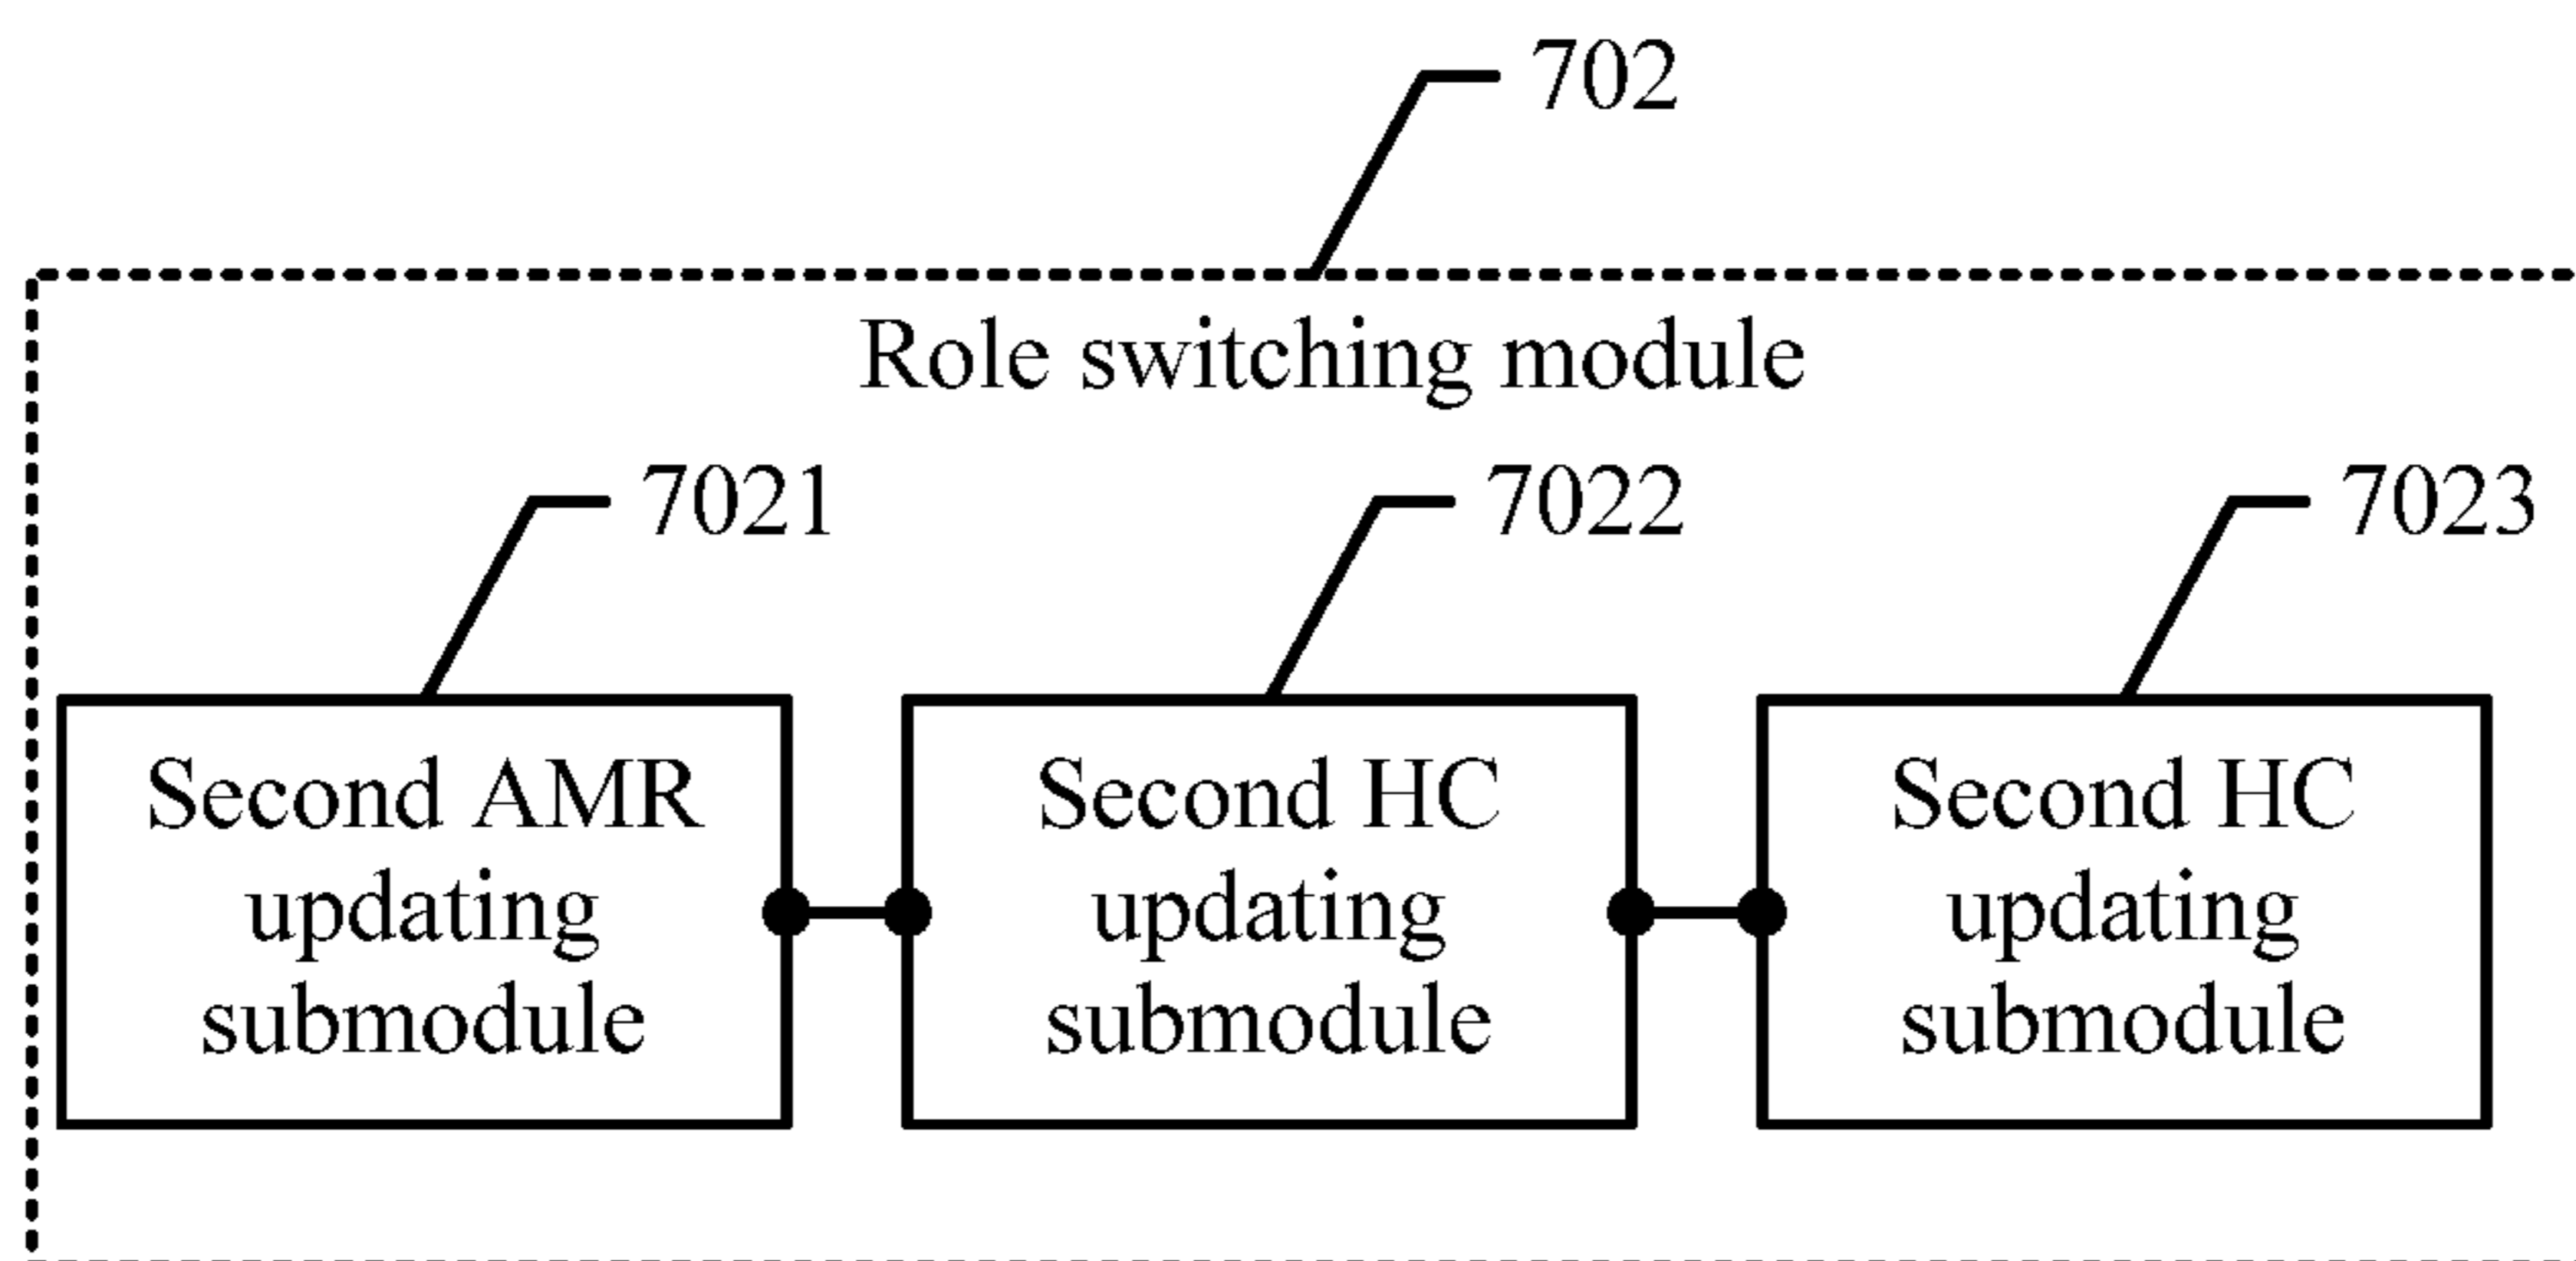 702
Role switching module
7021
7022
7023
Second AMR
updating
submodule
Second HC
updating
submodule
Second HC
updating
submodule